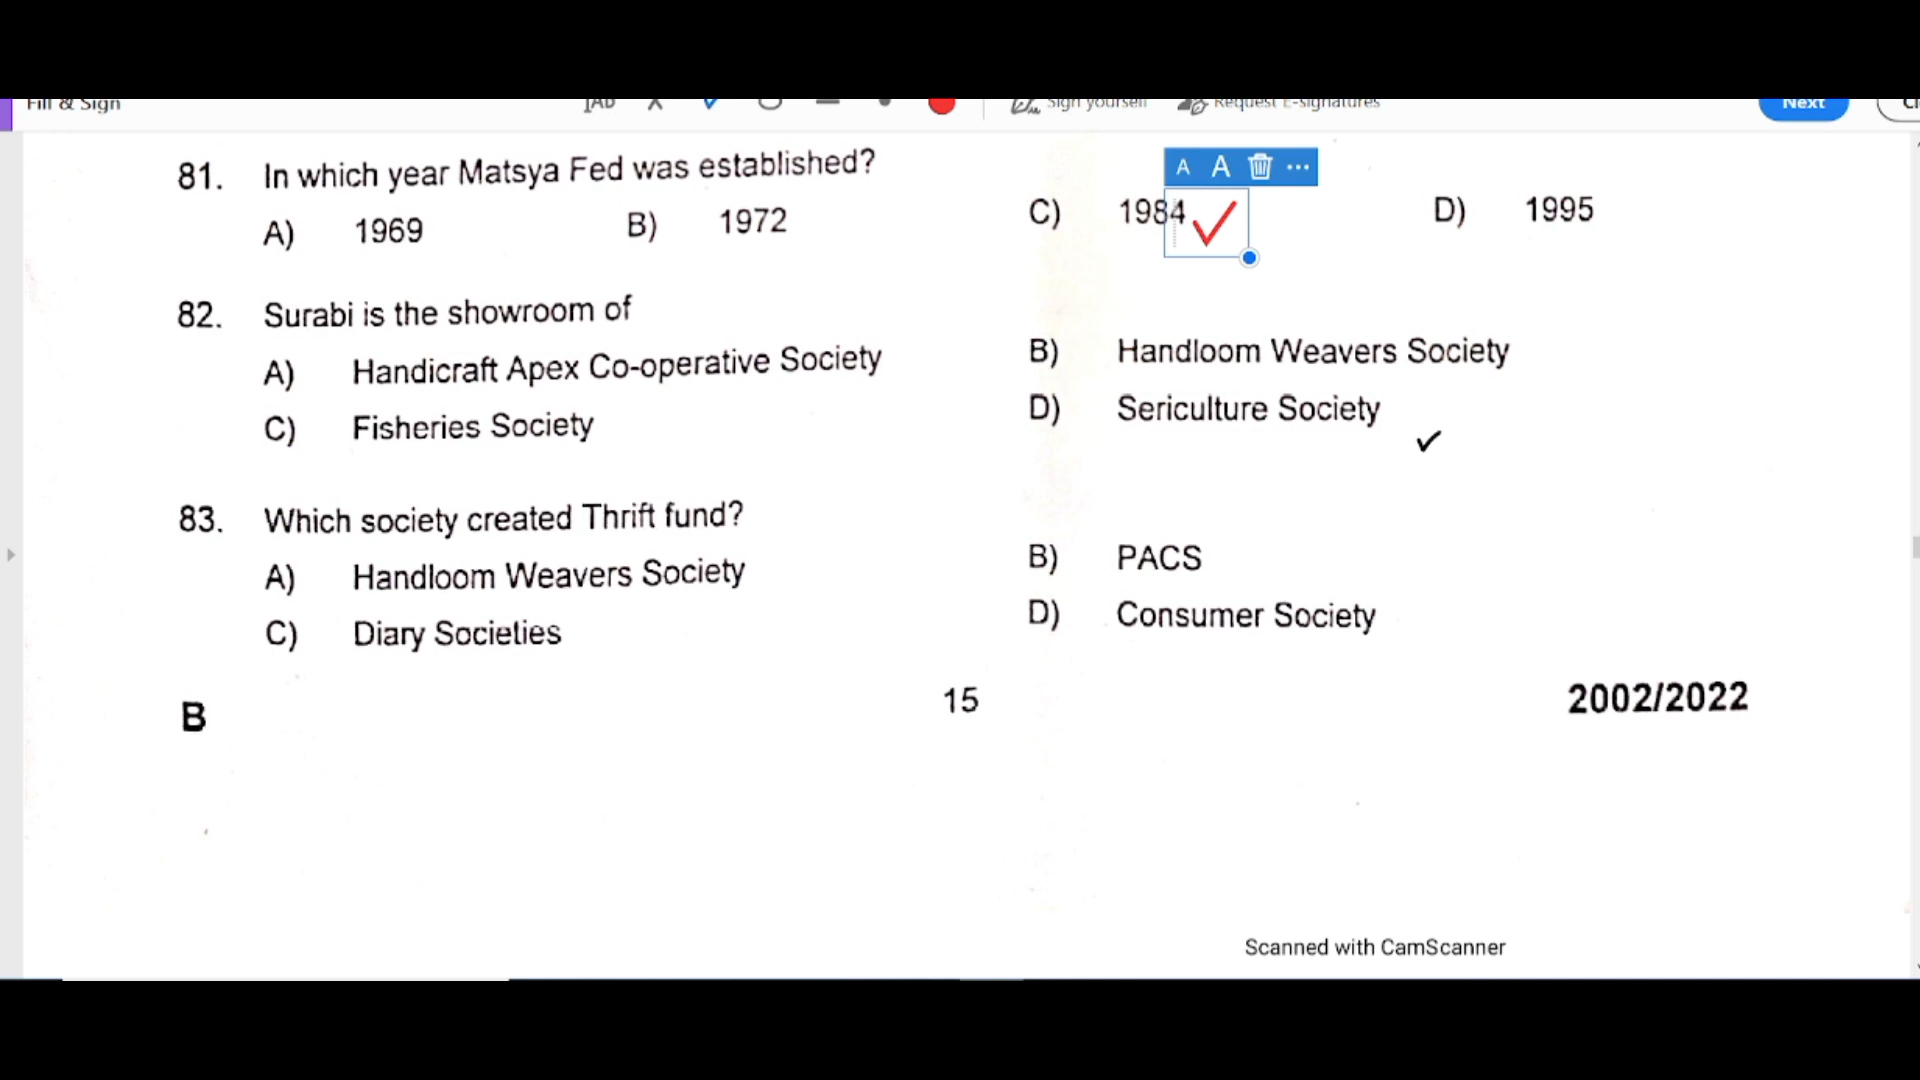 Fill & Sign Sign yourself Request E-signatures Next
81. In which year Matsya Fed was established?
A) 1969 B) 1972 C) 1984 D) 1995
82. Surabi is the showroom of
A) Handicraft Apex Co-operative Society B) Handloom Weavers Society
C) Fisheries Society D) Sericulture Society
83. Which society created Thrift fund?
A) Handloom Weavers Society B) PACS
C) Diary Societies D) Consumer Society
B 15 2002/2022
Scanned with CamScanner